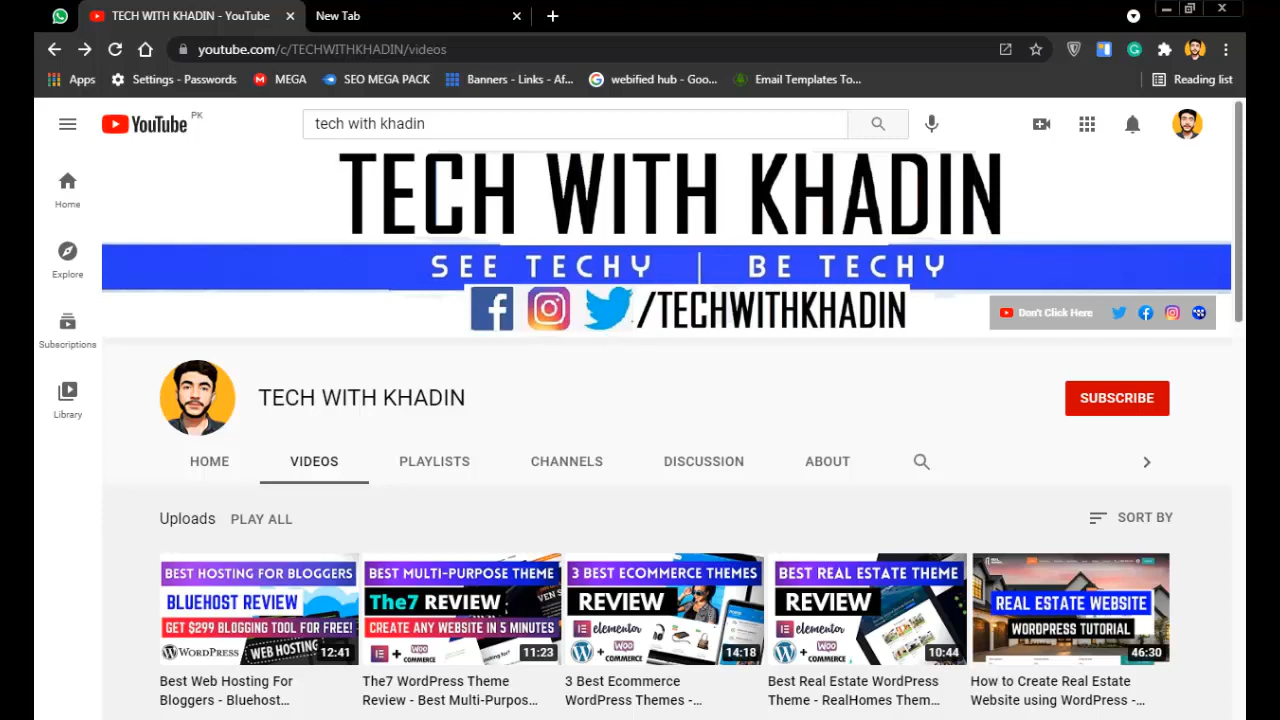 TECH WITH KHADIN - YouTube
New Tab
youtube.com/c/TECHWITHKHADIN/videos
Apps
Settings - Passwords
MEGA
SEO MEGA PACK
Banners - Links - Af...
webified hub - Goo...
Email Templates To...
Reading list
YouTube PK
tech with khadin
TECH WITH KHADIN
SEE TECHY | BE TECHY
/TECHWITHKHADIN
Don't Click Here
Home
Explore
Subscriptions
Library
TECH WITH KHADIN
SUBSCRIBE
HOME
VIDEOS
PLAYLISTS
CHANNELS
DISCUSSION
ABOUT
Uploads
PLAY ALL
SORT BY
BEST HOSTING FOR BLOGGERS
BLUEHOST REVIEW
GET $299 BLOGGING TOOL FOR FREE!
WORDPRESS
WEB HOSTING
12:41
Best Web Hosting For
Bloggers - Bluehost...
BEST MULTI-PURPOSE THEME
The7 REVIEW
CREATE ANY WEBSITE IN 5 MINUTES
WOO
COMMERCE
11:23
The7 WordPress Theme
Review - Best Multi-Purpos...
3 BEST ECOMMERCE THEMES
REVIEW
elementor
WOO
COMMERCE
14:18
3 Best Ecommerce
WordPress Themes -...
BEST REAL ESTATE THEME
REVIEW
elementor
WOO
COMMERCE
10:44
Best Real Estate WordPress
Theme - RealHomes Them...
REAL ESTATE WEBSITE
WORDPRESS TUTORIAL
46:30
How to Create Real Estate
Website using WordPress -...